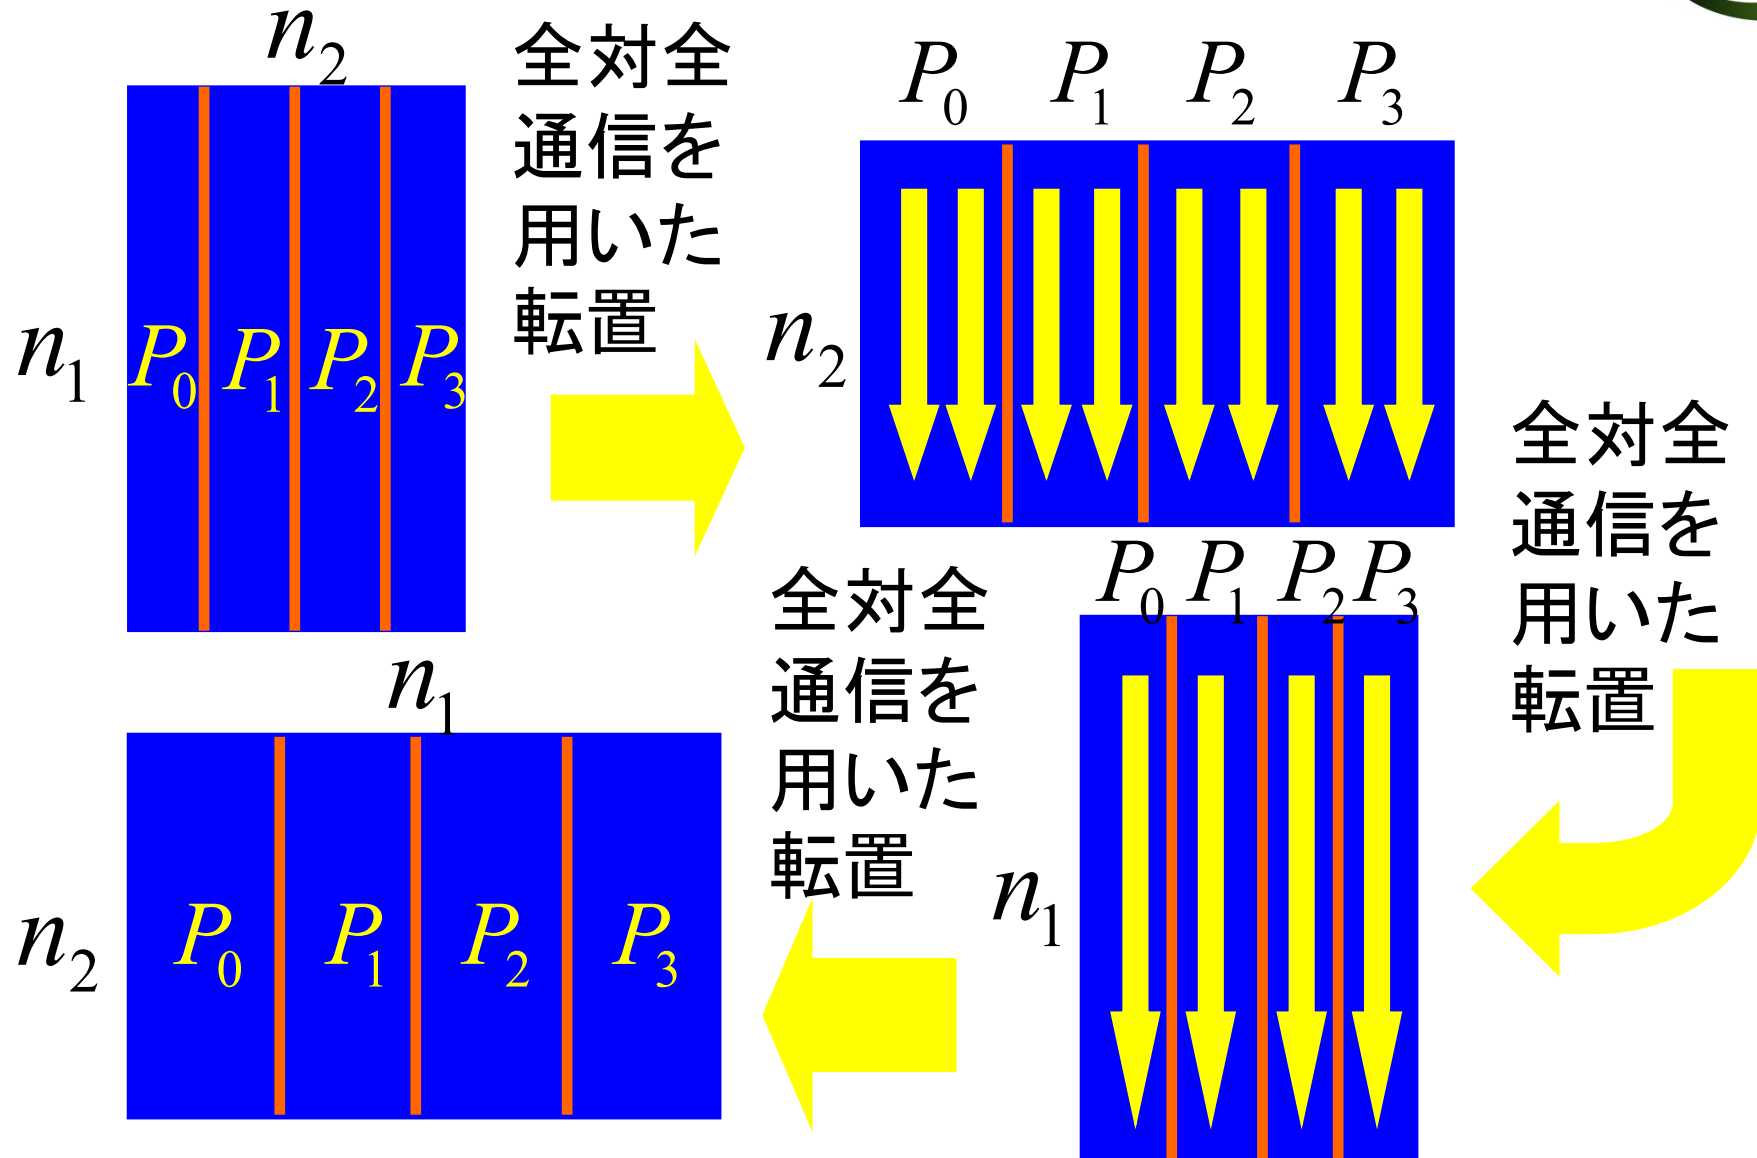 n₂
n₁
P₀ P₁ P₂ P₃
全対全
通信を
用いた
転置
P₀ P₁ P₂ P₃
n₂
全対全
通信を
用いた
転置
P₀ P₁ P₂ P₃
n₁
全対全
通信を
用いた
転置
n₁
n₂
P₀ P₁ P₂ P₃